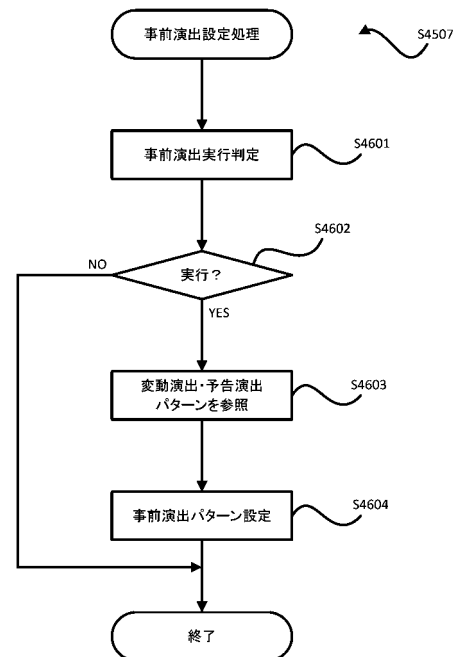 事前演出設定処理
S4507
事前演出実行判定
S4601
S4602
実行？
NO
YES
変動演出・予告演出
パターンを参照
S4603
事前演出パターン設定
S4604
終了